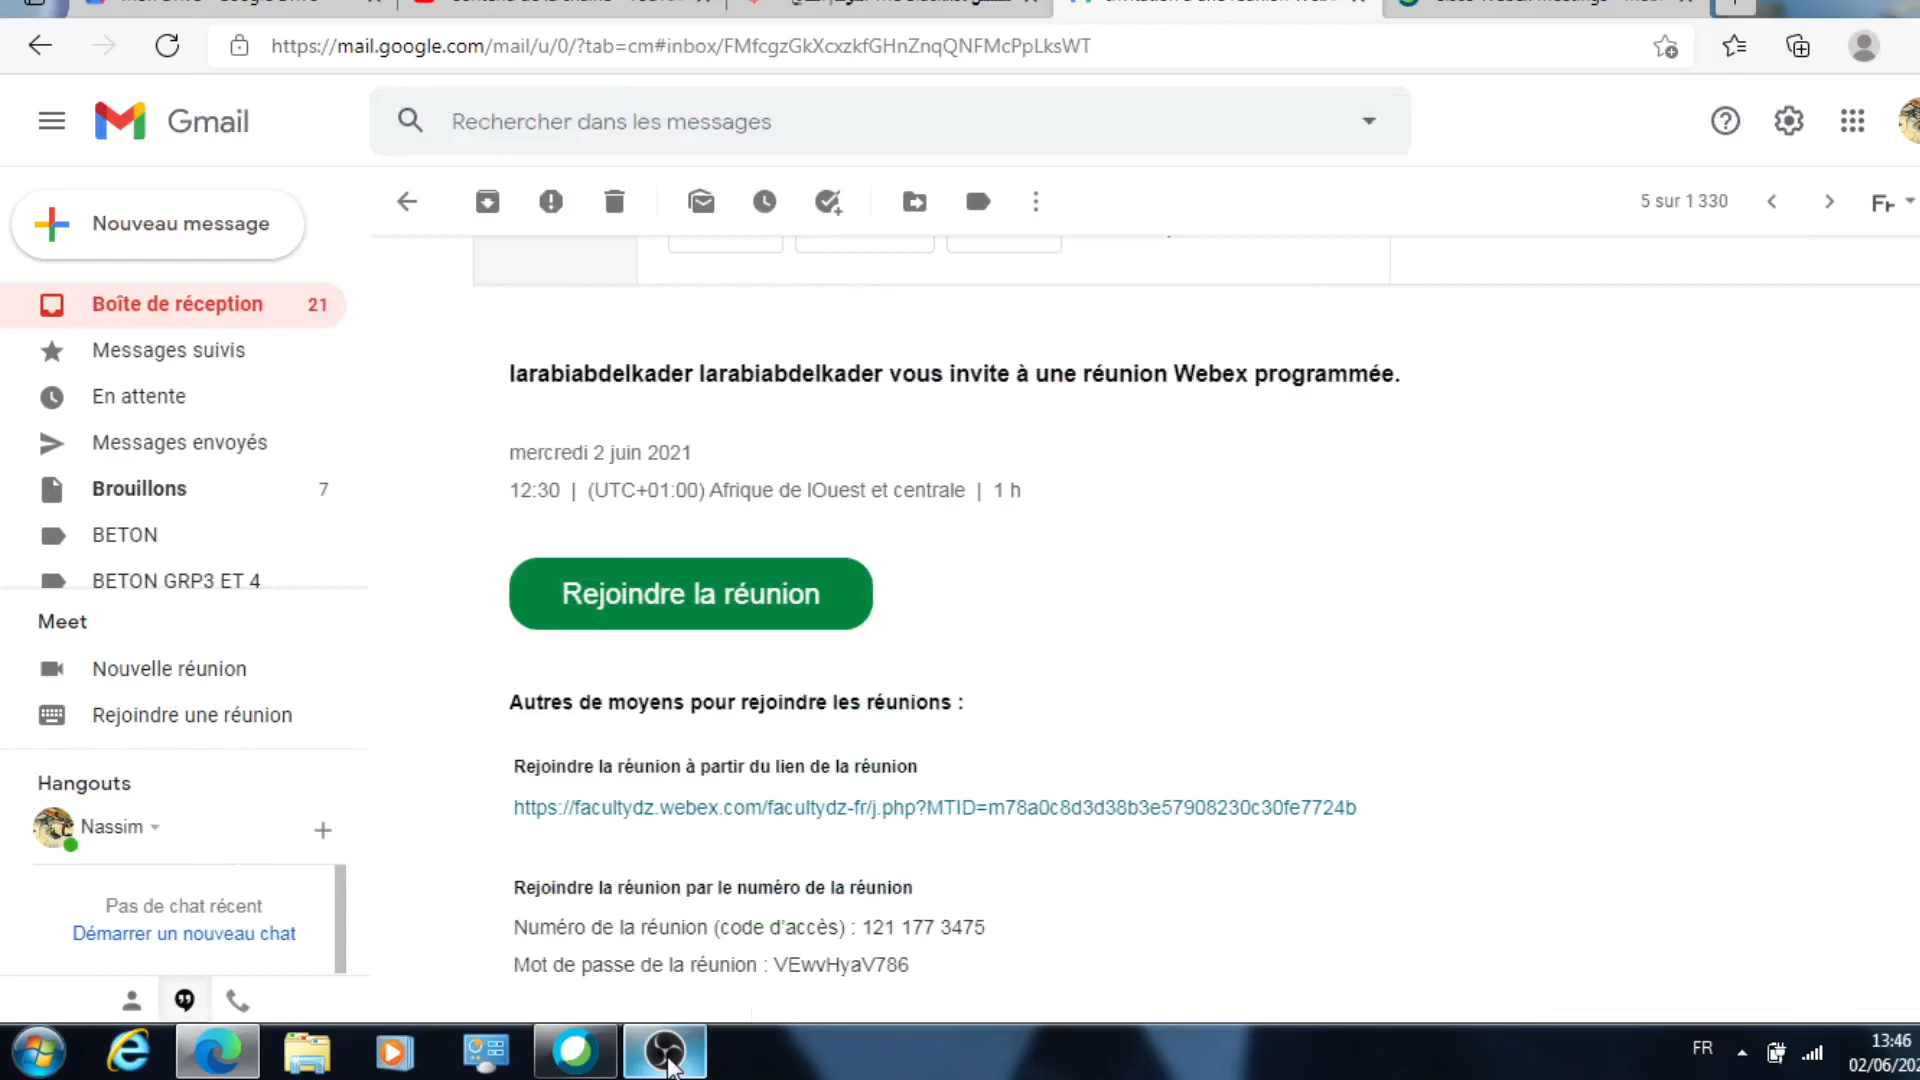 https://mail.google.com/mail/u/0/?tab=cm#inbox/FMfcgzGkXcxzkfGHnZnqQNFMcPpLksWT
Gmail
Rechercher dans les messages
Nouveau message
5 sur 1 330
Fr
Boîte de réception 21
Messages suivis
En attente
Messages envoyés
Brouillons 7
BETON
BETON GRP3 ET 4
Meet
Nouvelle réunion
Rejoindre une réunion
Hangouts
Nassim
Pas de chat récent
Démarrer un nouveau chat
larabiabdelkader larabiabdelkader vous invite à une réunion Webex programmée.
mercredi 2 juin 2021
12:30 | (UTC+01:00) Afrique de lOuest et centrale | 1 h
Rejoindre la réunion
Autres de moyens pour rejoindre les réunions :
Rejoindre la réunion à partir du lien de la réunion
https://facultydz.webex.com/facultydz-fr/j.php?MTID=m78a0c8d3d38b3e57908230c30fe7724b
Rejoindre la réunion par le numéro de la réunion
Numéro de la réunion (code d'accès) : 121 177 3475
Mot de passe de la réunion : VEwvHyaV786
FR
13:46
02/06/202